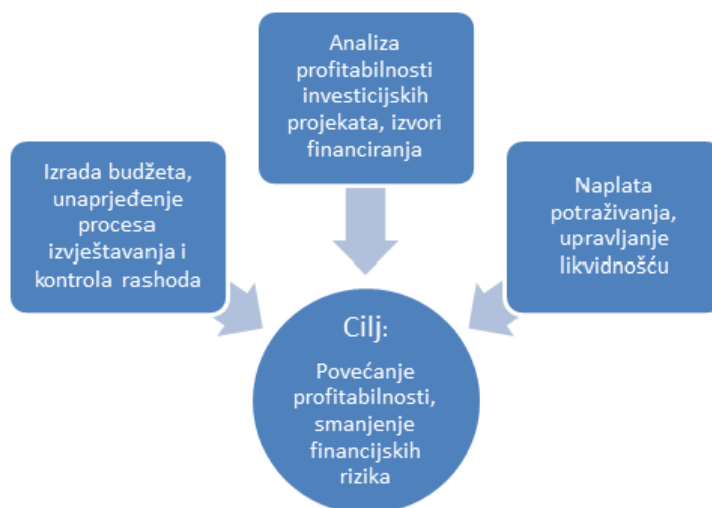 Analiza
profitabilnosti
investicijskih
projekata, izvori
financiranja
Izrada budžeta,
unaprjeđenje
procesa
izvještavanja i
kontrola rashoda
Naplata
potraživanja,
upravljanje
likvidnošću
Cilj:
Povećanje
profitabilnosti,
smanjenje
financijskih
rizika